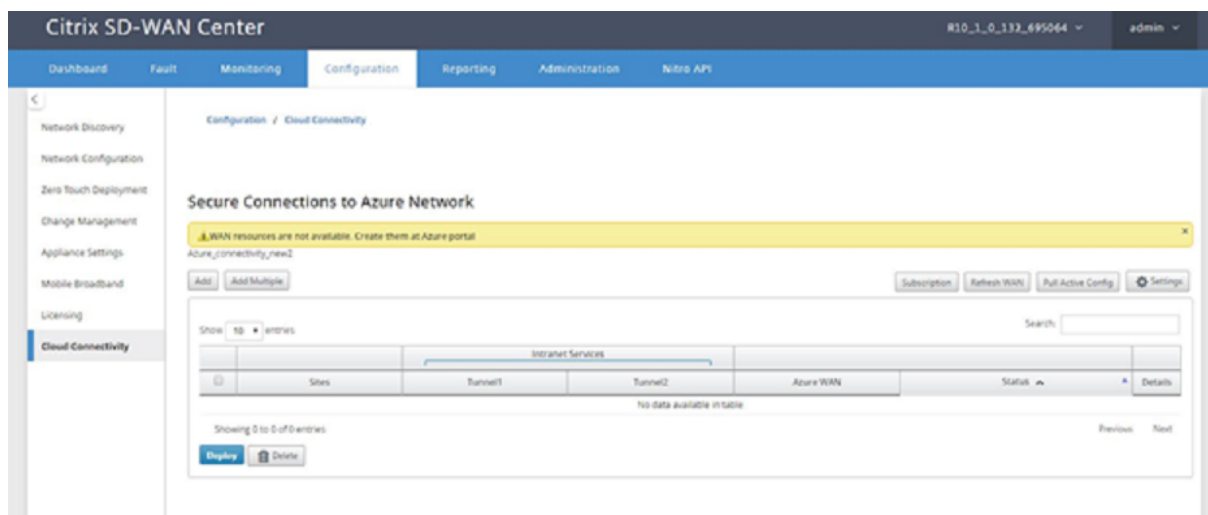 Citrix SD-WAN Center
R10_1_0_133_695064 admin
Dashboard Fault Monitoring Configuration Reporting Administration Nitro API
Configuration / Cloud Connectivity
Network Discovery
Network Configuration
Zero Touch Deployment
Change Management
Appliance Settings
Mobile Broadband
Licensing
Cloud Connectivity
Secure Connections to Azure Network
WAN resources are not available. Create them at Azure portal
Azure_connectivity_new2
Add Add Multiple Subscription Refresh WAN Pull Active Config Settings
Show 10 entries Search:
Intranet Services
Sites Tunnel1 Tunnel2 Azure WAN Status Details
No data available in table
Showing 0 to 0 of 0 entries Previous Next
Deploy Delete